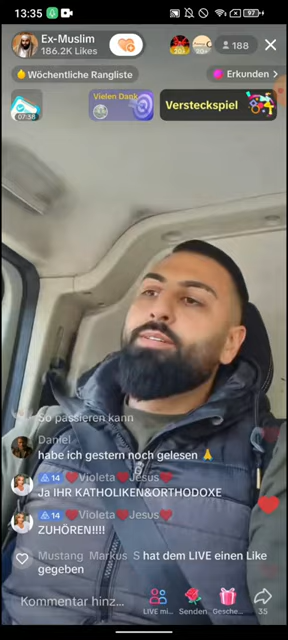 13:35
97
Ex-Muslim
186.2K Likes
188
Wöchentliche Rangliste
Erkunden
07:38
Vielen Dank
Versteckspiel
So passieren kann
Daniel
habe ich gestern noch gelesen 🙏
14 ❤️Violeta❤️Jesus❤️
Ja IHR KATHOLIKEN&ORTHODOXE
14 ❤️Violeta❤️Jesus❤️
ZUHÖREN!!!!
Mustang Markus S hat dem LIVE einen Like
gegeben
Kommentar hinz...
LIVE mi...
Senden
Gesche...
35